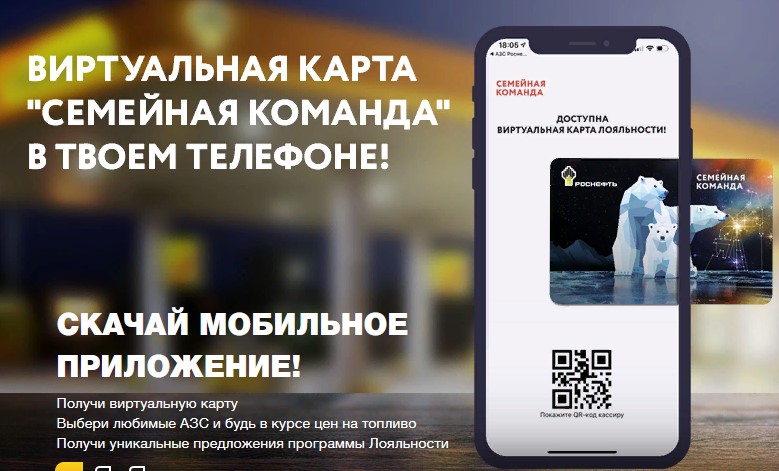 ВИРТУАЛЬНАЯ КАРТА
"СЕМЕЙНАЯ КОМАНДА"
В ТВОЕМ ТЕЛЕФОНЕ!
СКАЧАЙ МОБИЛЬНОЕ
ПРИЛОЖЕНИЕ!
Получи виртуальную карту
Выбери любимые АЗС и будь в курсе цен на топливо
Получи уникальные предложения программы Лояльности
18:05
АЗС Росне...
СЕМЕЙНАЯ
КОМАНДА
ДОСТУПНА
ВИРТУАЛЬНАЯ КАРТА ЛОЯЛЬНОСТИ!
РОСНЕФТЬ
СЕМЕЙНАЯ
КОМАНДА
Покажите QR-код кассиру